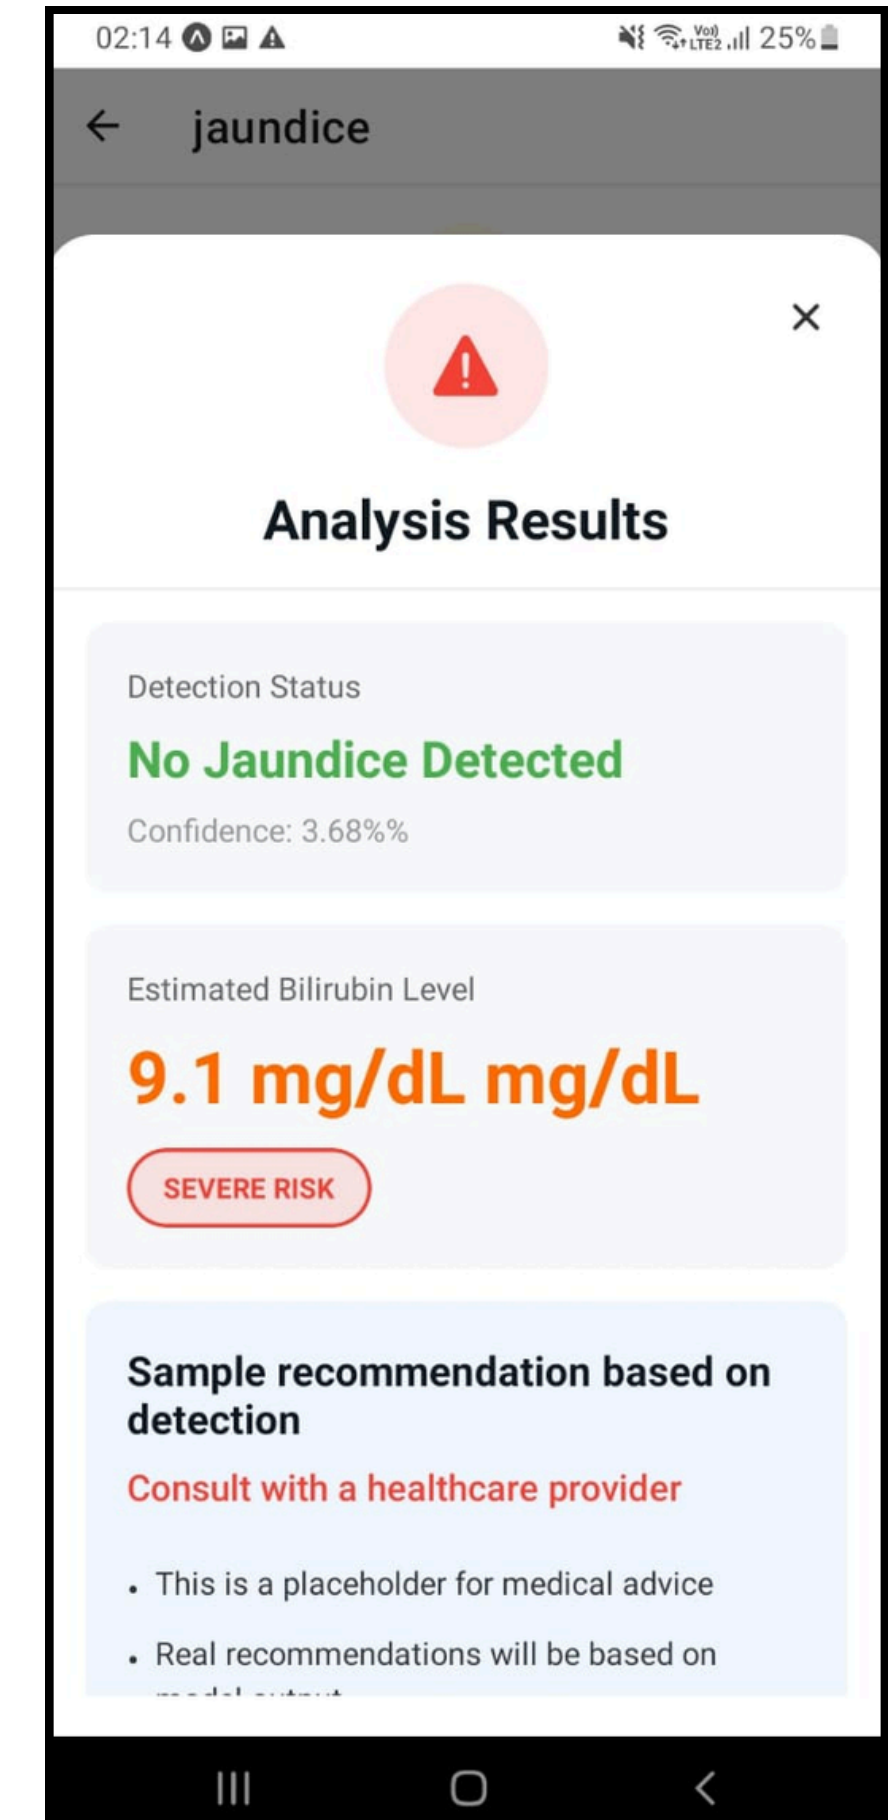 02:14 Vo)) LTE2 25%
jaundice
Analysis Results
Detection Status
No Jaundice Detected
Confidence: 3.68%%
Estimated Bilirubin Level
9.1 mg/dL mg/dL
SEVERE RISK
Sample recommendation based on
detection
Consult with a healthcare provider
• This is a placeholder for medical advice
• Real recommendations will be based on